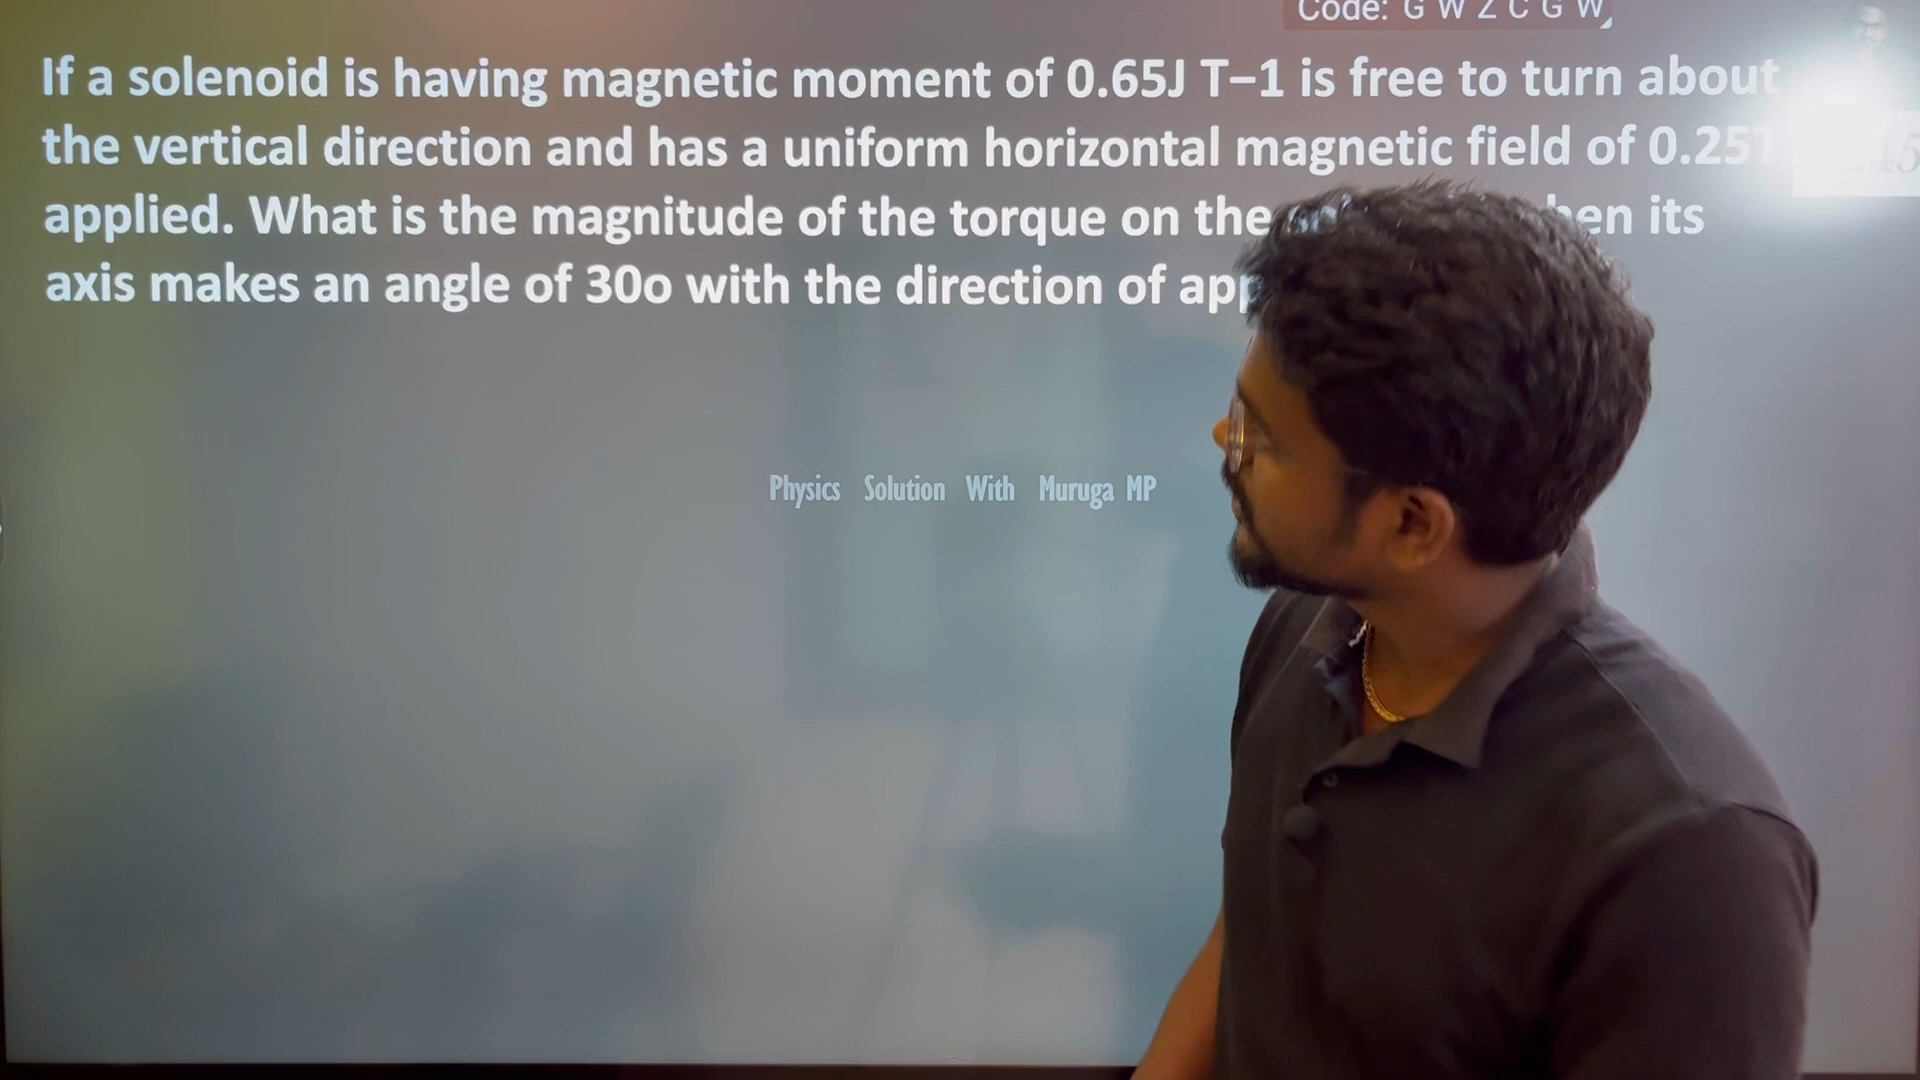 Code: G W Z C G W
If a solenoid is having magnetic moment of 0.65J T–1 is free to turn about
the vertical direction and has a uniform horizontal magnetic field of 0.25T
applied. What is the magnitude of the torque on the its
axis makes an angle of 30o with the direction of
Physics Solution With Muruga MP